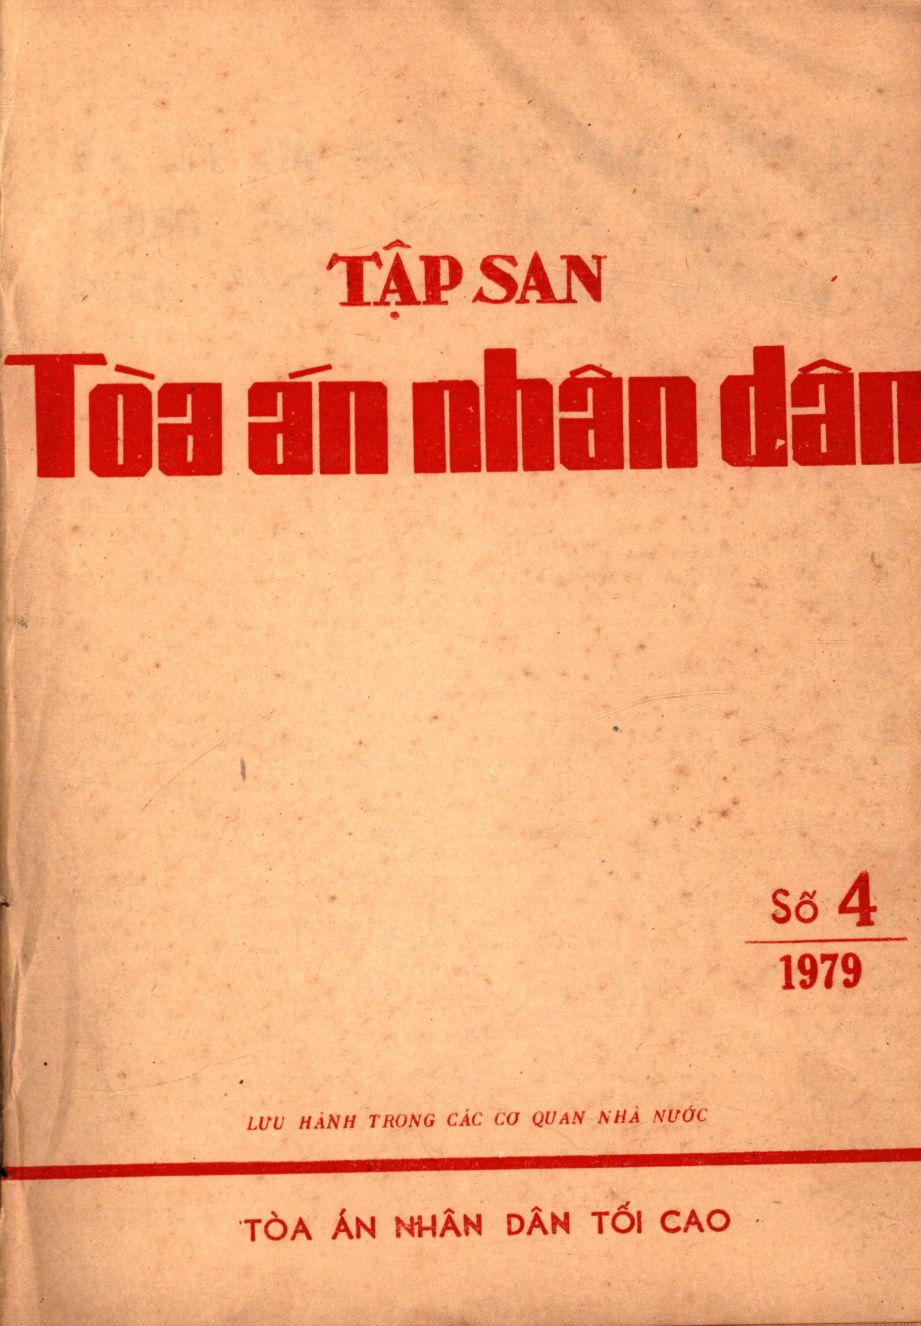 TẬP SAN
Tòa án nhân dân
Số 4
1979
LƯU HÀNH TRONG CÁC CƠ QUAN NHÀ NƯỚC
TÒA ÁN NHÂN DÂN TỐI CAO